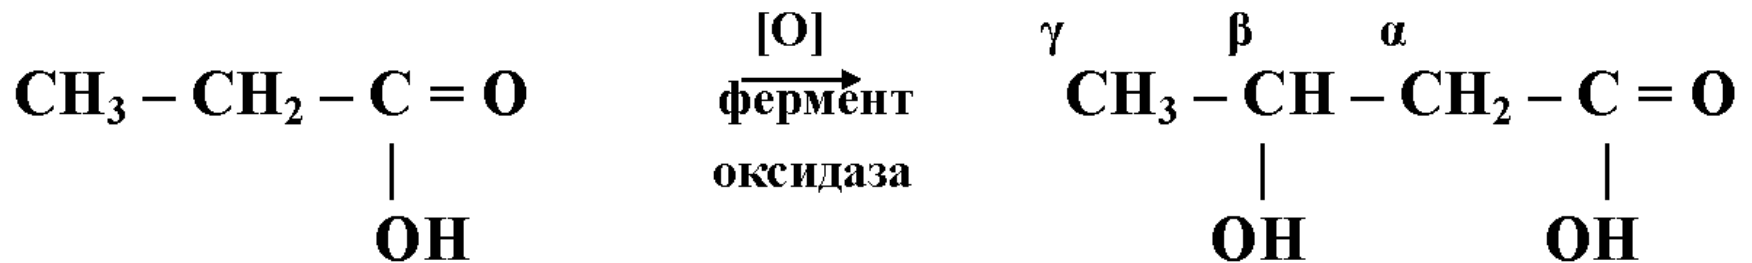 [O] γ β α
CH₃ – CH₂ – C = O фермент CH₃ – CH – CH₂ – C = O
| оксидаза | |
OH OH OH